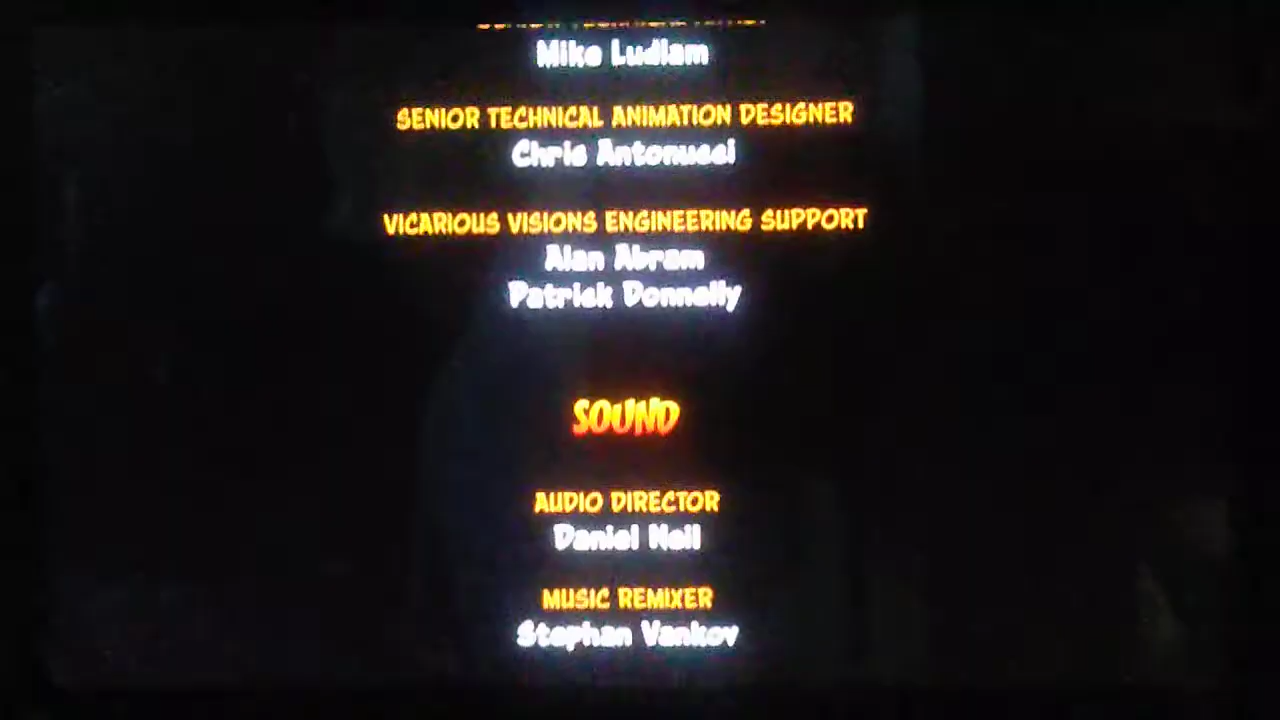 Mike Ludlam
SENIOR TECHNICAL ANIMATION DESIGNER
Chris Antonucci
VICARIOUS VISIONS ENGINEERING SUPPORT
Alan Abram
Patrick Donnelly
SOUND
AUDIO DIRECTOR
Daniel Neil
MUSIC REMIXER
Stephan Vankov